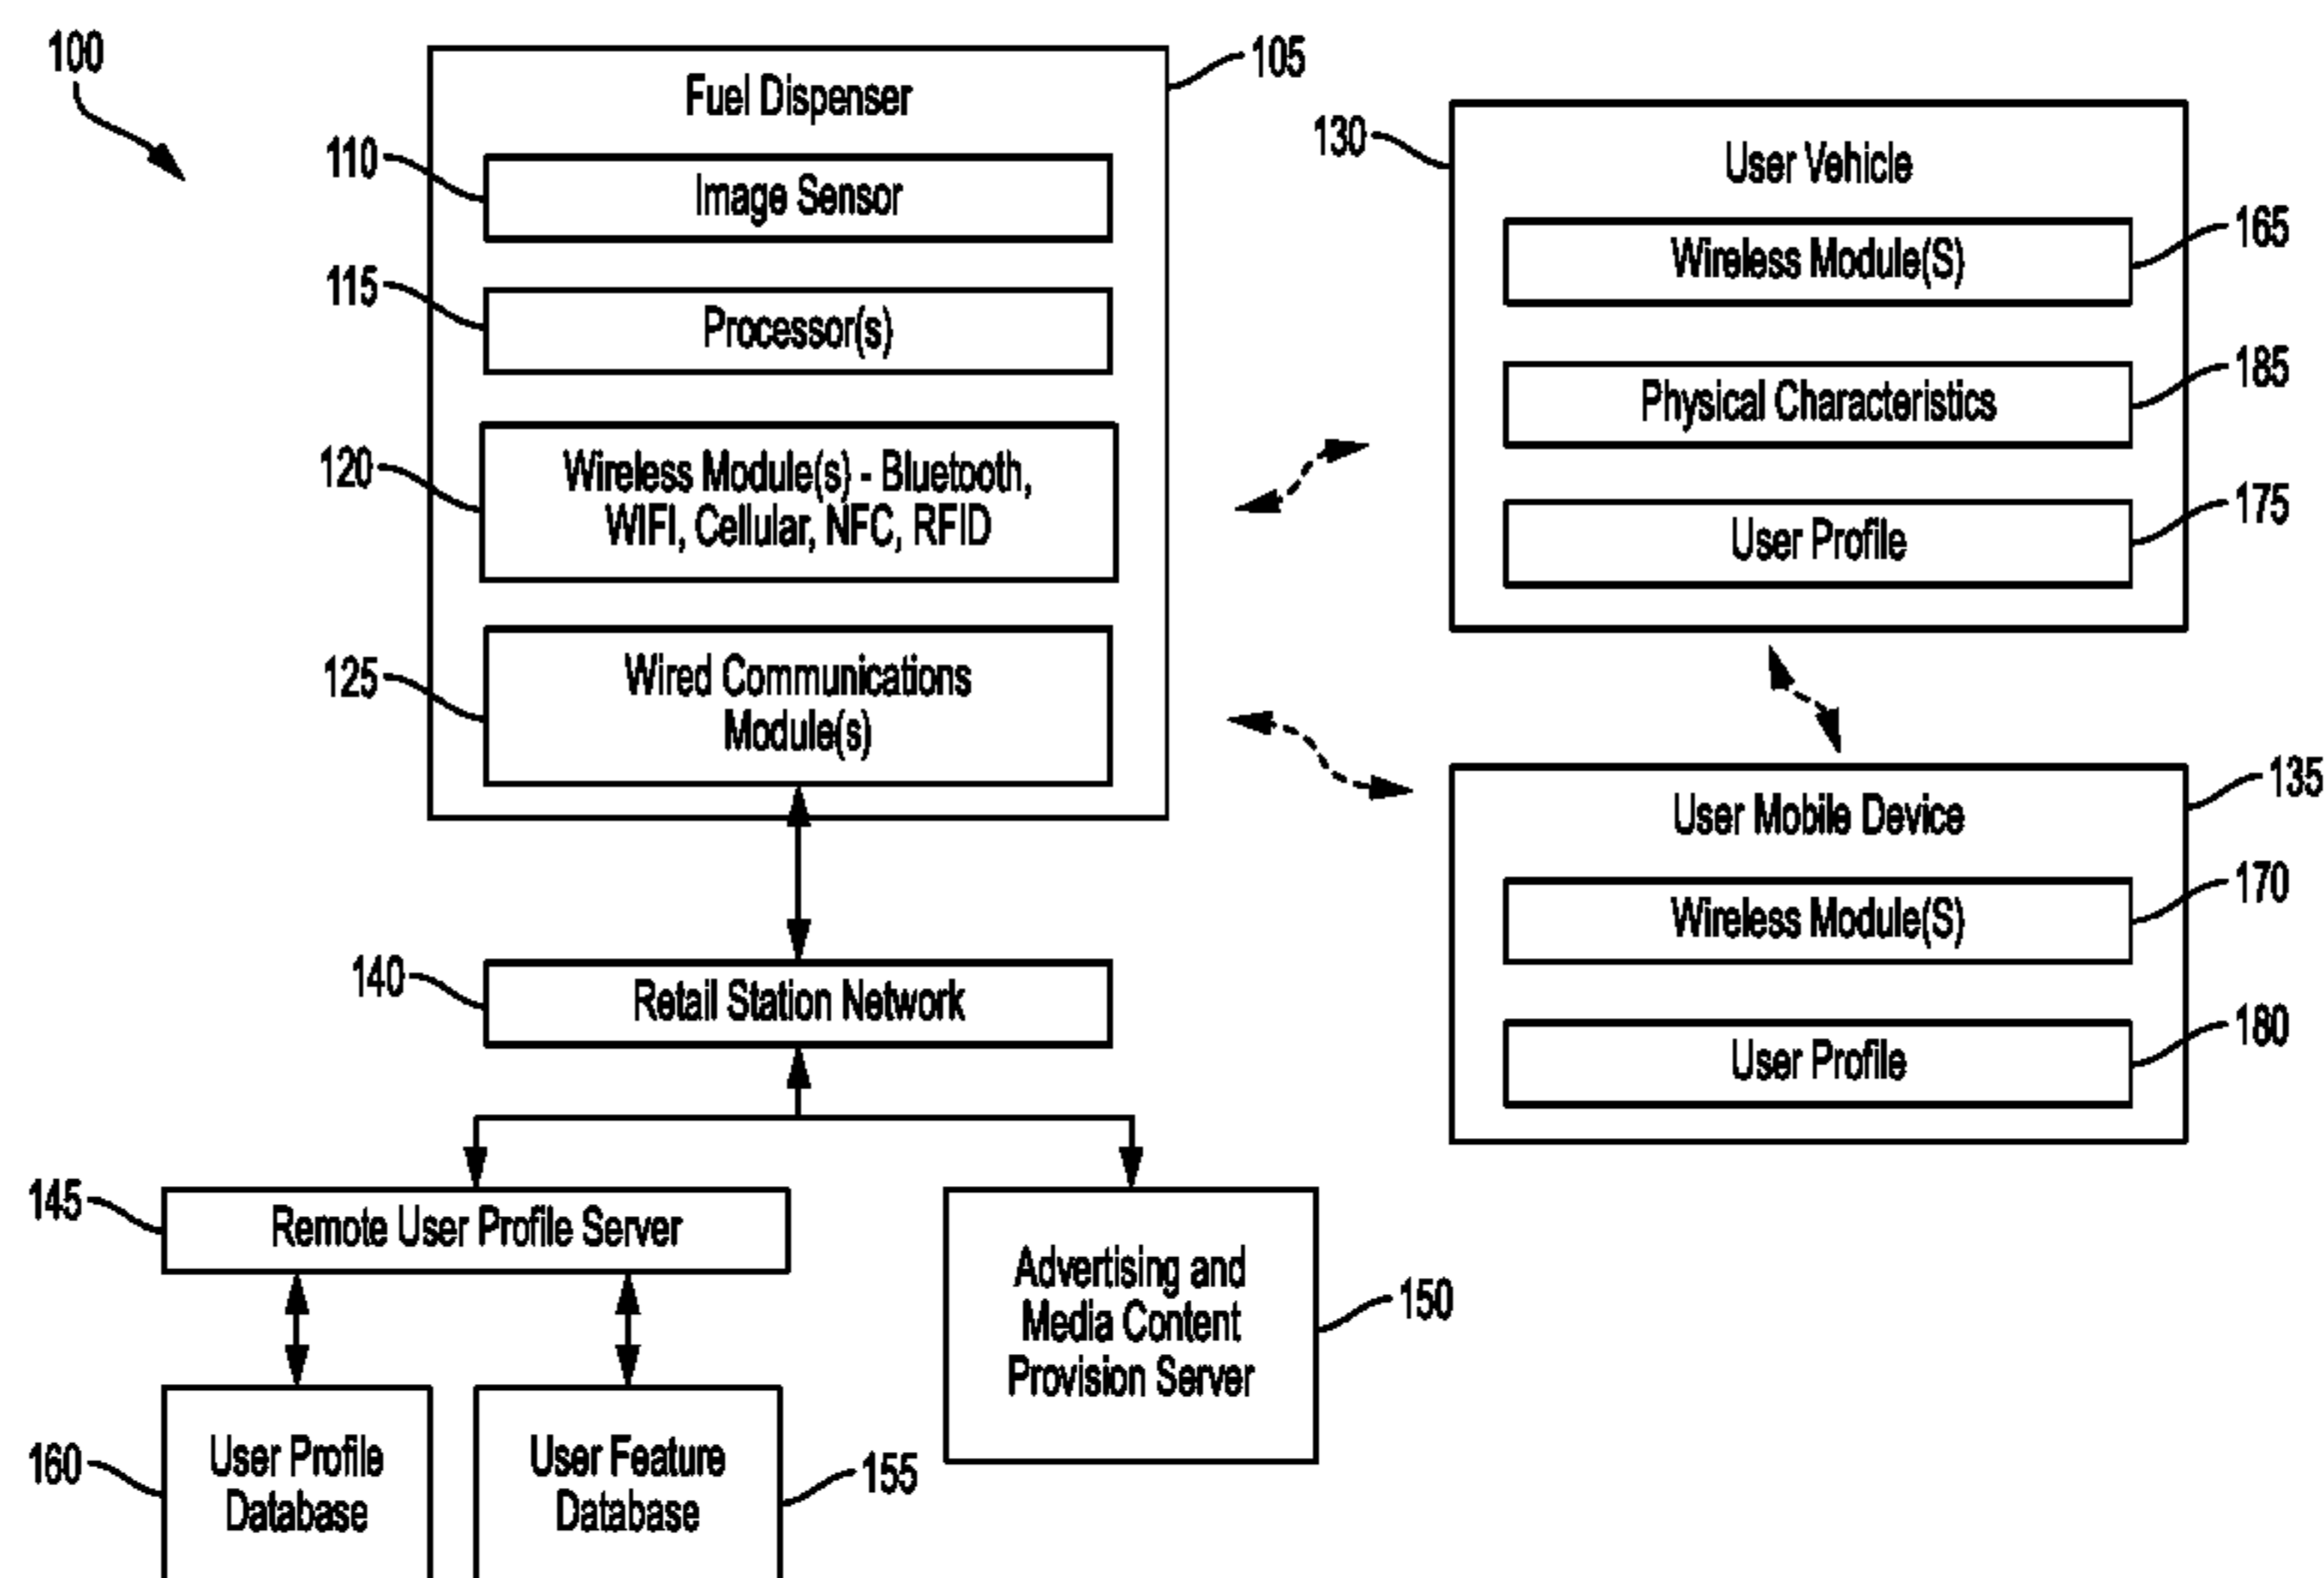 100
105
Fuel Dispenser
110
Image Sensor
115
Processor(s)
120
Wireless Module(s) - Bluetooth,
WIFI, Cellular, NFC, RFID
125
Wired Communications
Module(s)
130
User Vehicle
165
Wireless Module(S)
185
Physical Characteristics
175
User Profile
135
User Mobile Device
170
Wireless Module(S)
180
User Profile
140
Retail Station Network
145
Remote User Profile Server
150
Advertising and
Media Content
Provision Server
160
User Profile
Database
155
User Feature
Database